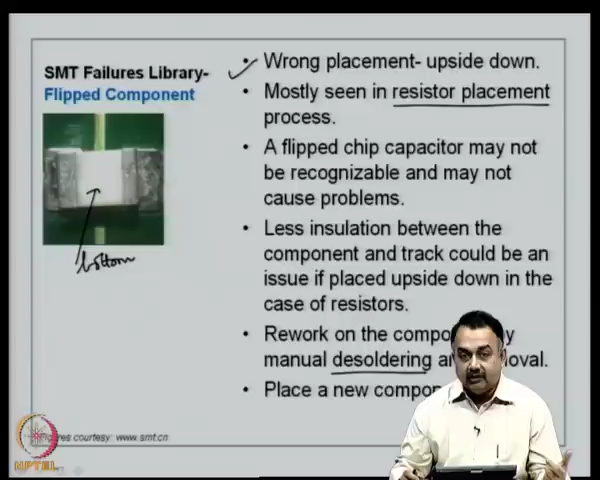 SMT Failures Library-
Flipped Component
bottom
• Wrong placement- upside down.
• Mostly seen in resistor placement
process.
• A flipped chip capacitor may not
be recognizable and may not
cause problems.
• Less insulation between the
component and track could be an
issue if placed upside down in the
case of resistors.
• Rework on the
manual desoldering
• Place a new
courtesy: www.smt.cn
NPTEL